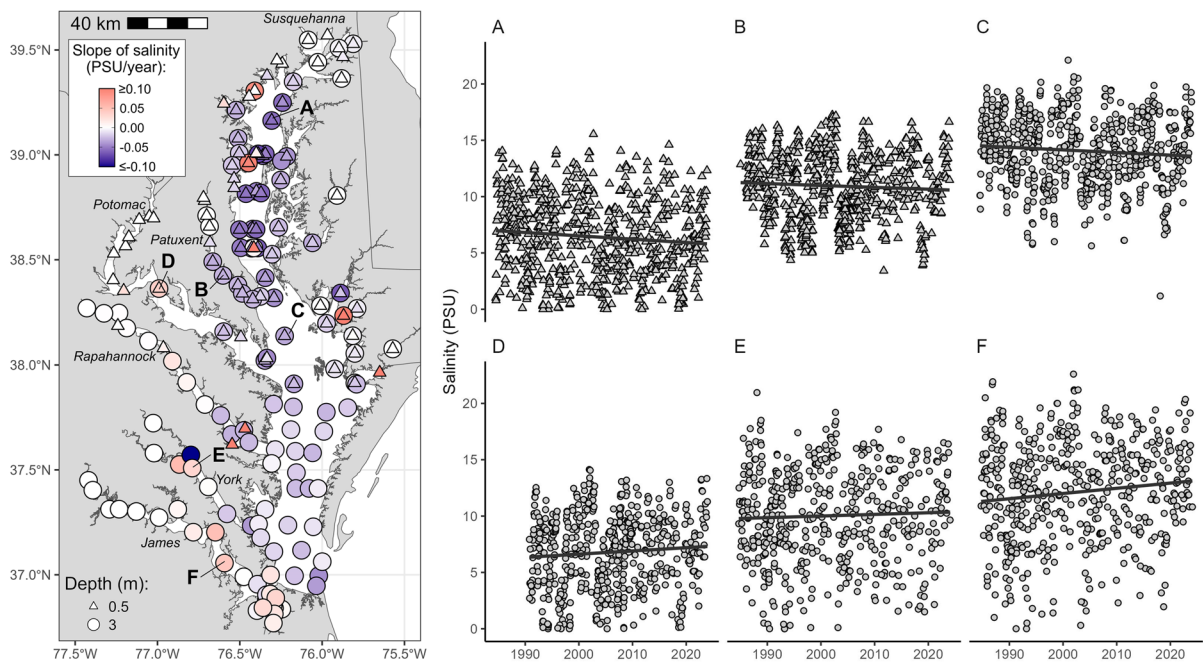 40 km
Susquehanna
39.5°N
39.0°N
38.5°N
38.0°N
37.5°N
37.0°N
77.5°W
77.0°W
76.5°W
76.0°W
75.5°W
Slope of salinity
(PSU/year):
≥0.10
0.05
0.00
-0.05
≤-0.10
A
Potomac
Patuxent
D
B
C
Rapahannock
E
York
James
F
Depth (m):
0.5
3
Salinity (PSU)
A
20
15
10
5
0
B
C
D
20
15
10
5
0
1990
2000
2010
2020
E
1990
2000
2010
2020
F
1990
2000
2010
2020